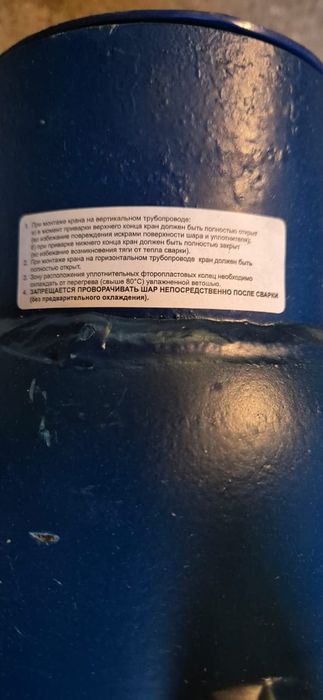 1. При монтаже крана на вертикальном трубопроводе:
а) в момент приварки верхнего конца кран должен быть полностью открыт
(во избежание повреждения искрами поверхности шара и уплотнителя);
б) при приварке нижнего конца кран должен быть полностью закрыт
(во избежание возникновения тяги от тепла сварки).
2. При монтаже крана на горизонтальном трубопроводе кран должен быть
полностью открыт.
3. Зону расположения уплотнительных фторопластовых колец необходимо
охлаждать от перегрева (свыше 80°С) увлажненной ветошью.
4. ЗАПРЕЩАЕТСЯ ПРОВОРАЧИВАТЬ ШАР НЕПОСРЕДСТВЕННО ПОСЛЕ СВАРКИ
(без предварительного охлаждения).